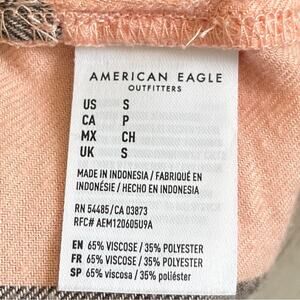 AMERICAN EAGLE
OUTFITTERS
US S
CA P
MX CH
UK S
MADE IN INDONESIA / FABRIQUÉ EN
INDONÉSIE / HECHO EN INDONESIA
RN 54485/CA 03873
RFC# AEM120605U9A
EN 65% VISCOSE / 35% POLYESTER
FR 65% VISCOSE / 35% POLYESTER
SP 65% viscosa / 35% poliéster